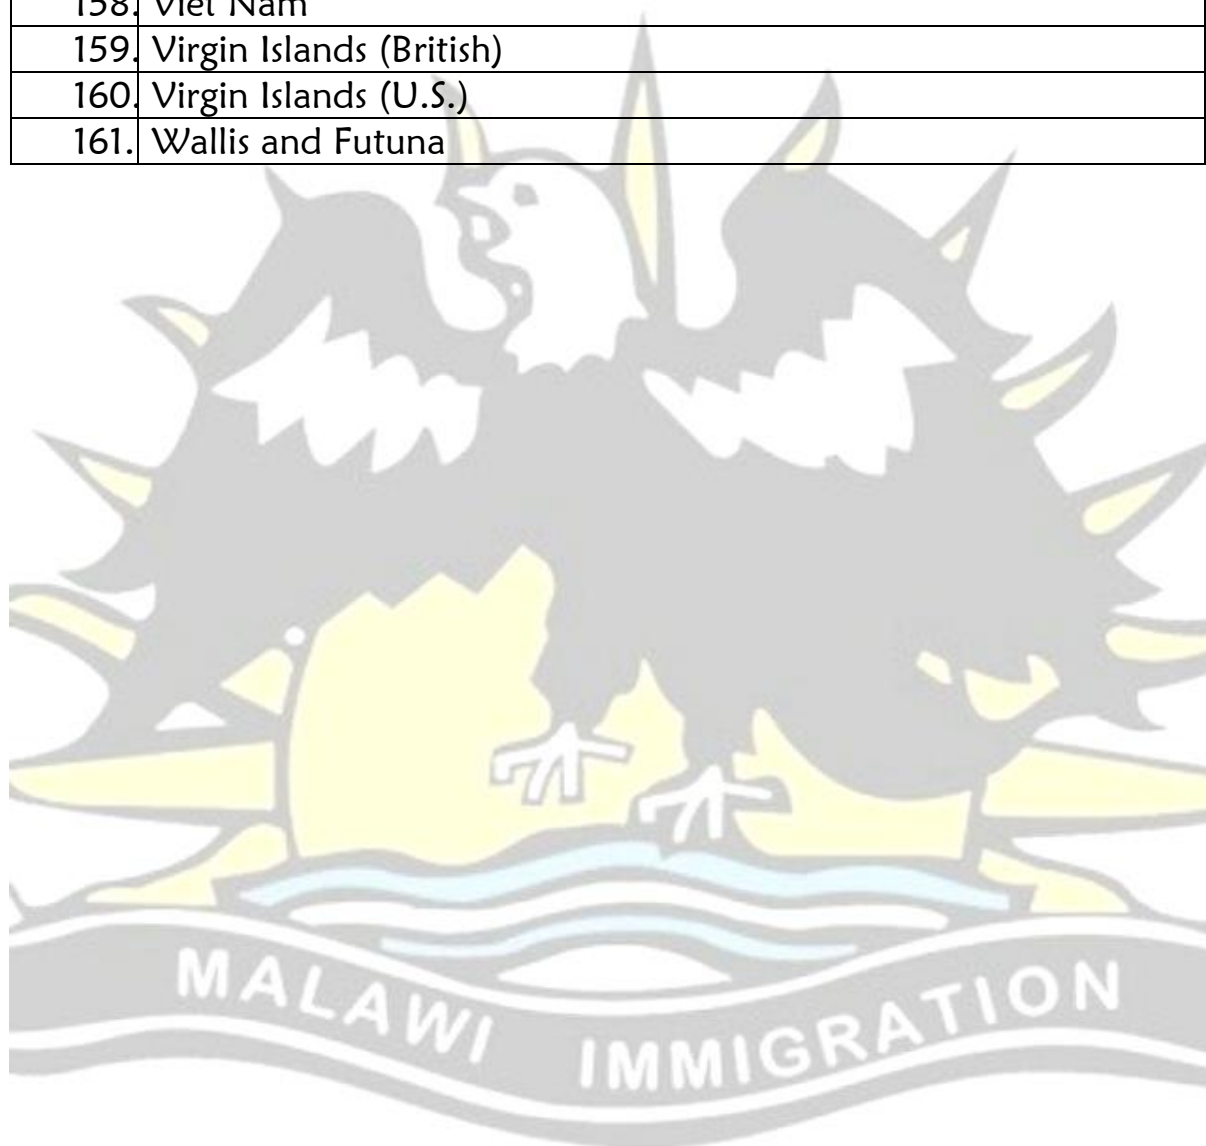 158. Viet Nam
159. Virgin Islands (British)
160. Virgin Islands (U.S.)
161. Wallis and Futuna
MALAWI IMMIGRATION